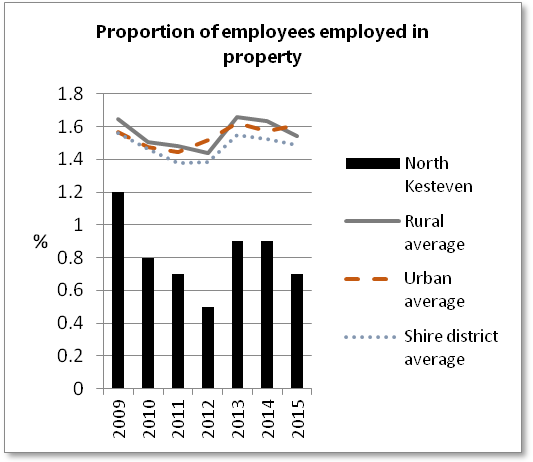 Proportion of employees employed in
property
1.8
1.6
1.4
1.2
1
0.8
0.6
0.4
0.2
0
%
2009
2010
2011
2012
2013
2014
2015
North
Kesteven
Rural
average
Urban
average
Shire district
average